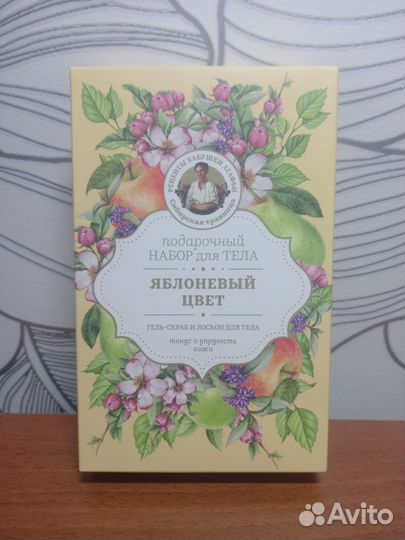 РЕЦЕПТЫ БАБУШКИ АГАФЬИ
Сибирская травница
подарочный
НАБОР для ТЕЛА
ЯБЛОНЕВЫЙ
ЦВЕТ
ГЕЛЬ-СКРАБ И ЛОСЬОН ДЛЯ ТЕЛА
тонус и упругость
кожи
Avito